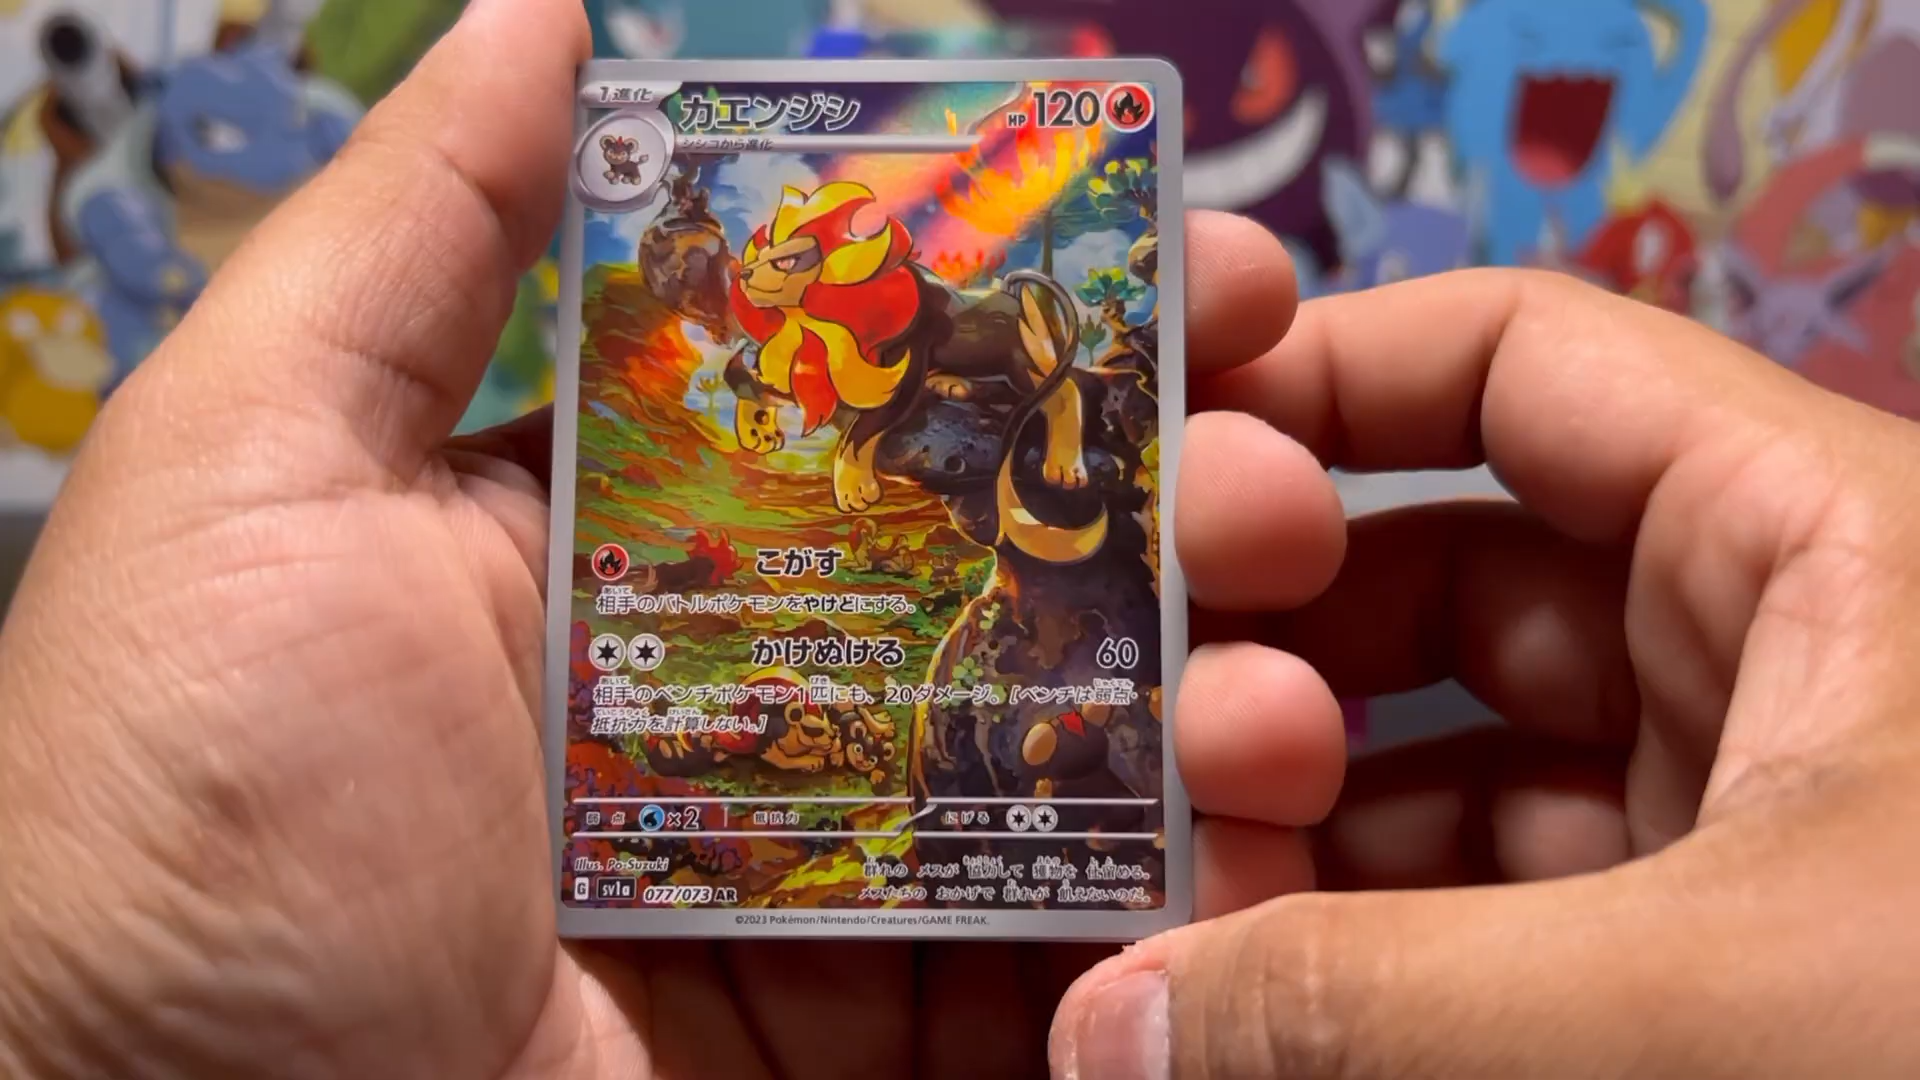 1進化
カエンジシ
HP 120
シシコから進化
こがす
相手のバトルポケモンをやけどにする。
かけぬける 60
相手のベンチポケモン1匹にも、20ダメージ。[ベンチは弱点・
抵抗力を計算しない。]
弱点 ×2 抵抗力 にげる
Illus. Po-Suzuki
群れの メスが 協力して 獲物を 仕留める。
メスたちの おかげで 群れが 飢えないのだ。
G sv1a 077/073 AR
©2023 Pokémon/Nintendo/Creatures/GAME FREAK.